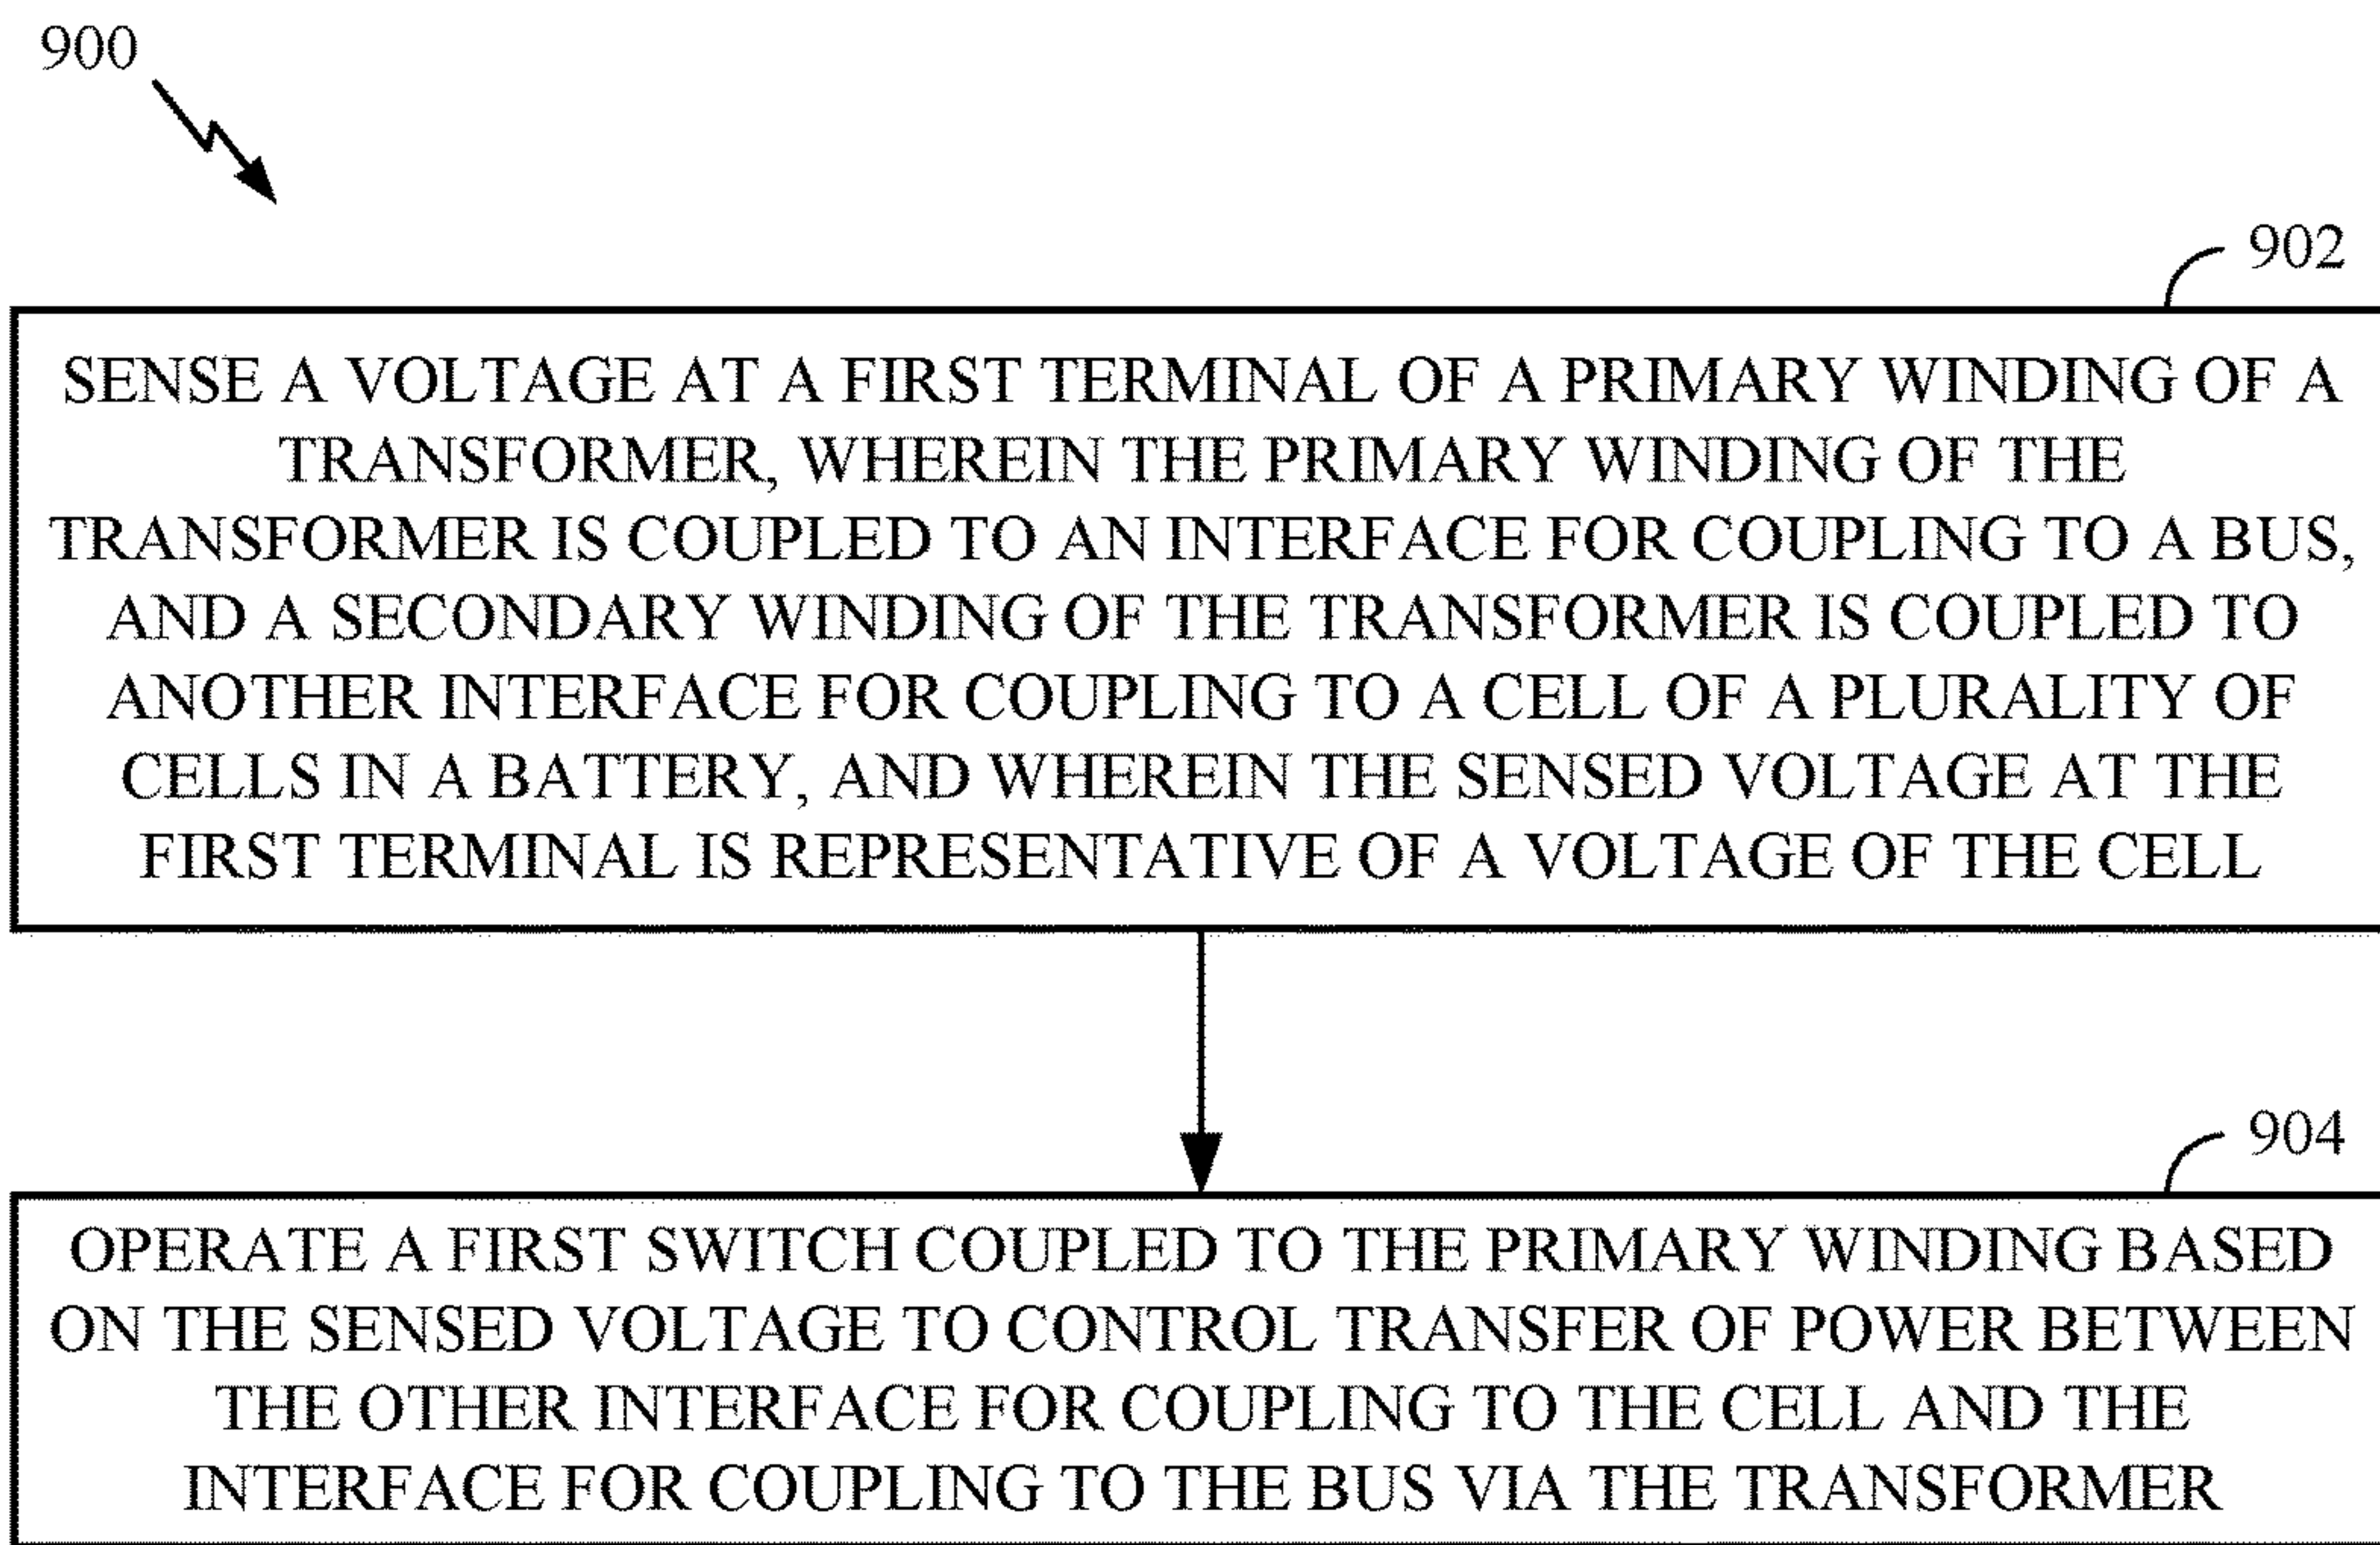 900
902
SENSE A VOLTAGE AT A FIRST TERMINAL OF A PRIMARY WINDING OF A
TRANSFORMER, WHEREIN THE PRIMARY WINDING OF THE
TRANSFORMER IS COUPLED TO AN INTERFACE FOR COUPLING TO A BUS,
AND A SECONDARY WINDING OF THE TRANSFORMER IS COUPLED TO
ANOTHER INTERFACE FOR COUPLING TO A CELL OF A PLURALITY OF
CELLS IN A BATTERY, AND WHEREIN THE SENSED VOLTAGE AT THE
FIRST TERMINAL IS REPRESENTATIVE OF A VOLTAGE OF THE CELL
904
OPERATE A FIRST SWITCH COUPLED TO THE PRIMARY WINDING BASED
ON THE SENSED VOLTAGE TO CONTROL TRANSFER OF POWER BETWEEN
THE OTHER INTERFACE FOR COUPLING TO THE CELL AND THE
INTERFACE FOR COUPLING TO THE BUS VIA THE TRANSFORMER